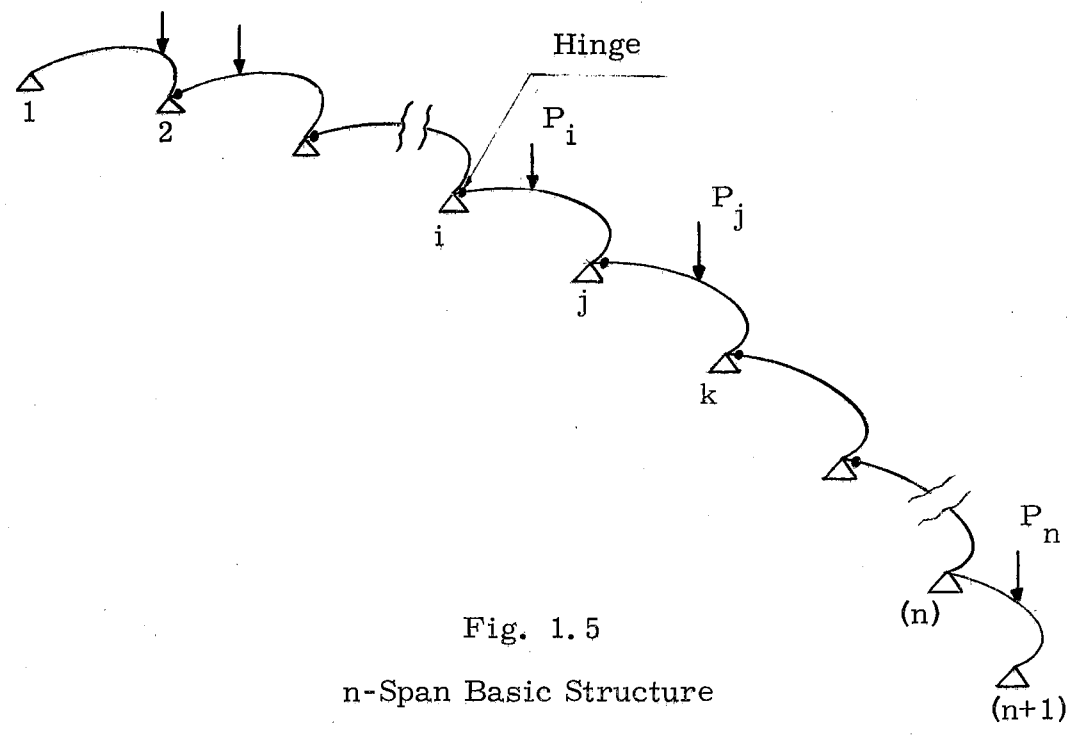 Hinge
P i
P j
1
2
i
j
k
P n
(n)
(n+1)
Fig. 1.5
n-Span Basic Structure